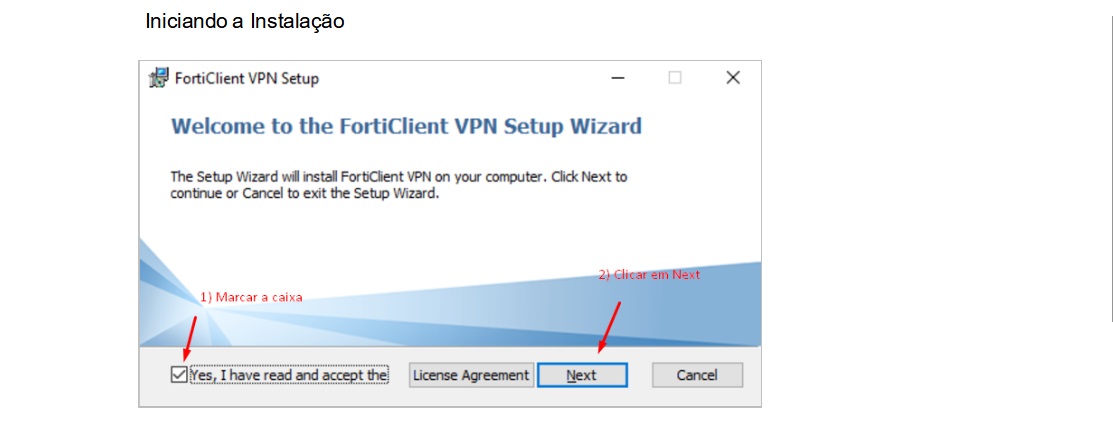 Iniciando a Instalação
FortiClient VPN Setup
Welcome to the FortiClient VPN Setup Wizard
The Setup Wizard will install FortiClient VPN on your computer. Click Next to
continue or Cancel to exit the Setup Wizard.
2) Clicar em Next
1) Marcar a caixa
Yes, I have read and accept the License Agreement Next Cancel